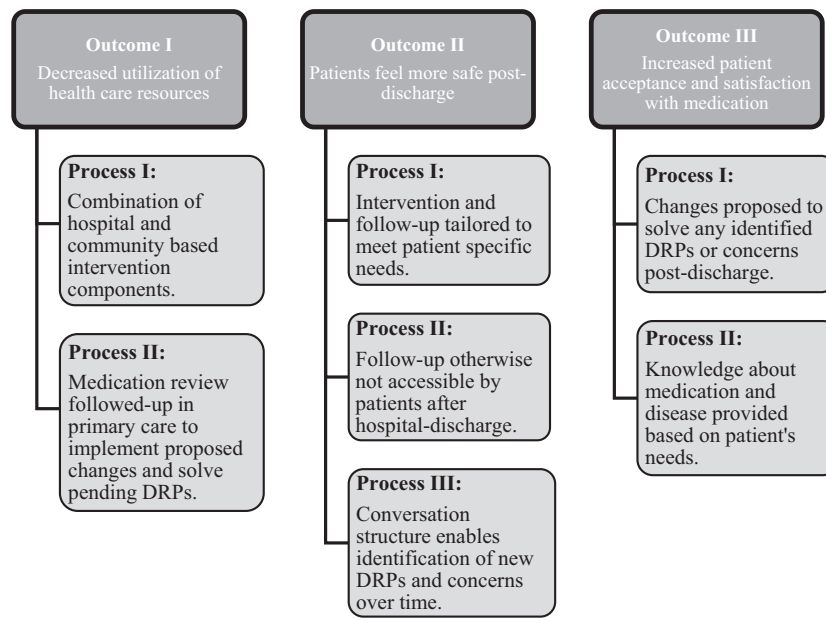 Outcome I
Decreased utilization of
health care resources
Process I:
Combination of
hospital and
community based
intervention
components.
Process II:
Medication review
followed-up in
primary care to
implement proposed
changes and solve
pending DRPs.
Outcome II
Patients feel more safe post-
discharge
Process I:
Intervention and
follow-up tailored to
meet patient specific
needs.
Process II:
Follow-up otherwise
not accessible by
patients after
hospital-discharge.
Process III:
Conversation
structure enables
identification of new
DRPs and concerns
over time.
Outcome III
Increased patient
acceptance and satisfaction
with medication
Process I:
Changes proposed to
solve any identified
DRPs or concerns
post-discharge.
Process II:
Knowledge about
medication and
disease provided
based on patient's
needs.